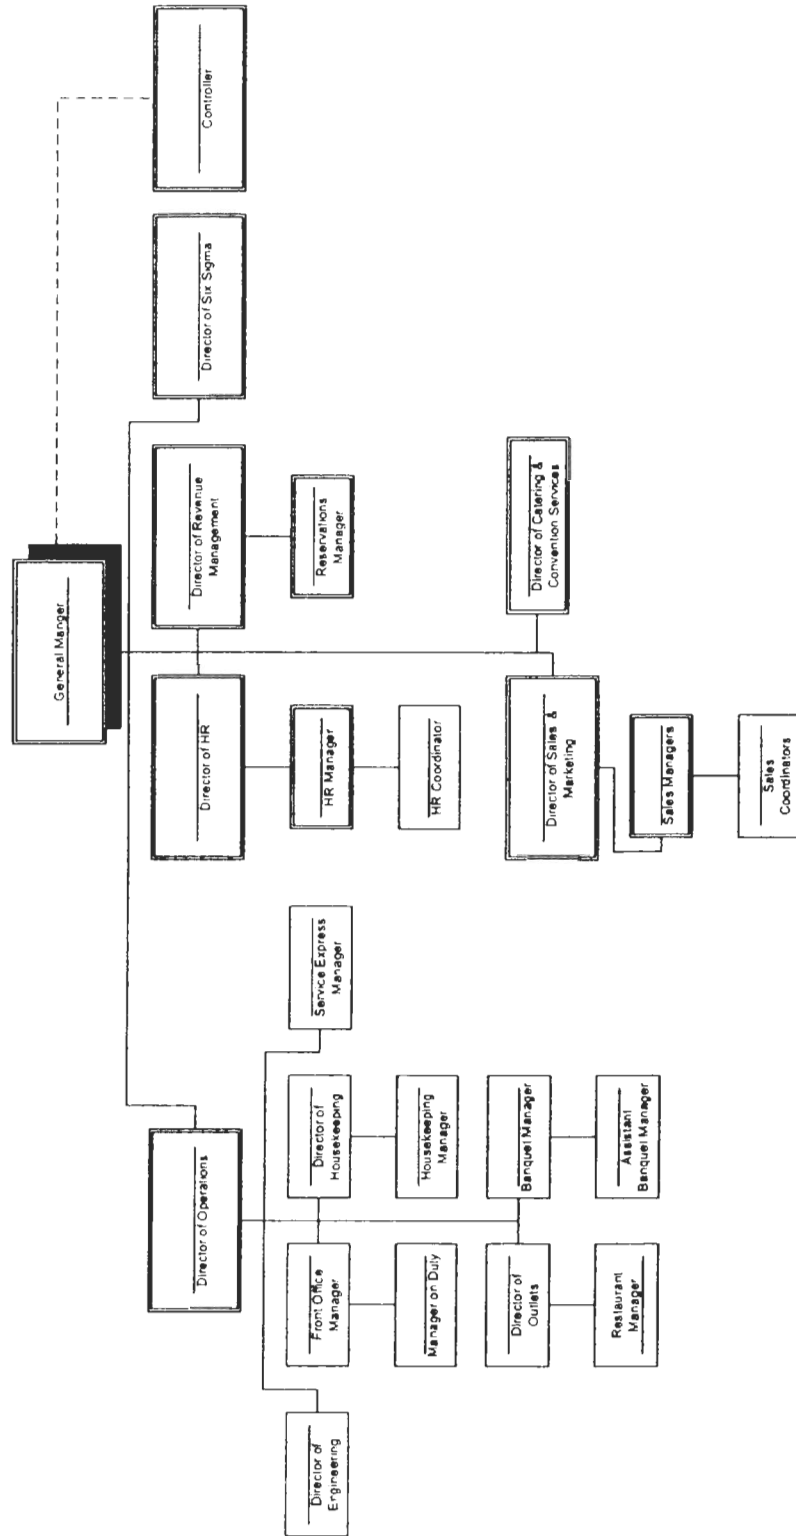 General Manger
Director of Operations
Director of HR
Director of Revenue
Management
Director of Six Sigma
Controller
Director of
Engineering
Front Office
Manager
Director of
Housekeeping
Service Express
Manager
HR Manager
Reservations
Manager
Manager on Duty
Housekeeping
Manager
HR Coordinator
Director of
Outlets
Banquet Manager
Director of Sales &
Marketing
Director of Catering &
Convention Services
Restaurant
Manager
Assistant
Banquet Manager
Sales Managers
Sales
Coordinators